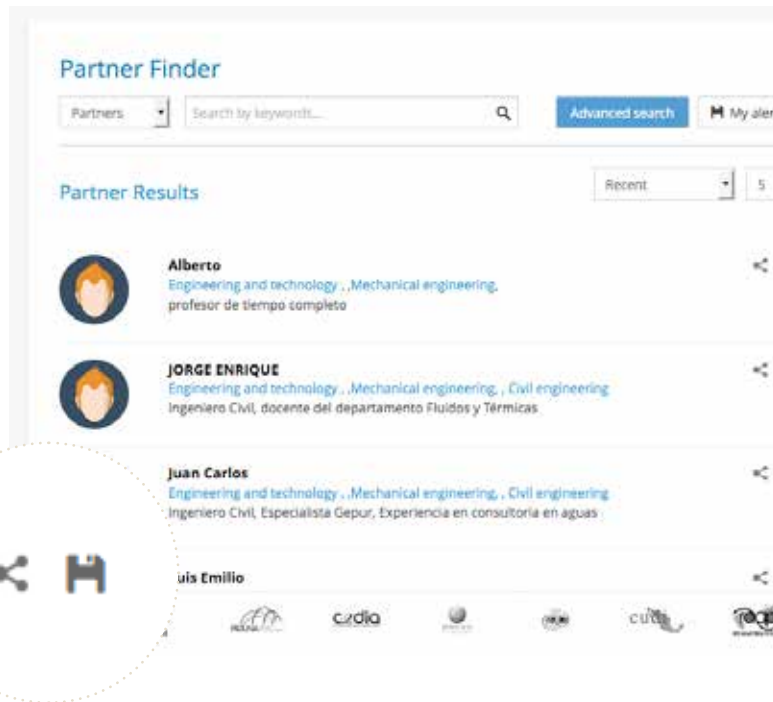 Partner Finder
Partners Search by keywords... Advanced search My aler
Partner Results Recent 5
Alberto
Engineering and technology , ,Mechanical engineering,
profesor de tiempo completo
JORGE ENRIQUE
Engineering and technology , ,Mechanical engineering, , Civil engineering
Ingeniero Civil, docente del departamento Fluidos y Térmicas
Juan Carlos
Engineering and technology , ,Mechanical engineering, , Civil engineering
Ingeniero Civil, Especialista Gepur, Experiencia en consultoria en aguas
uis Emilio
cedia cudi